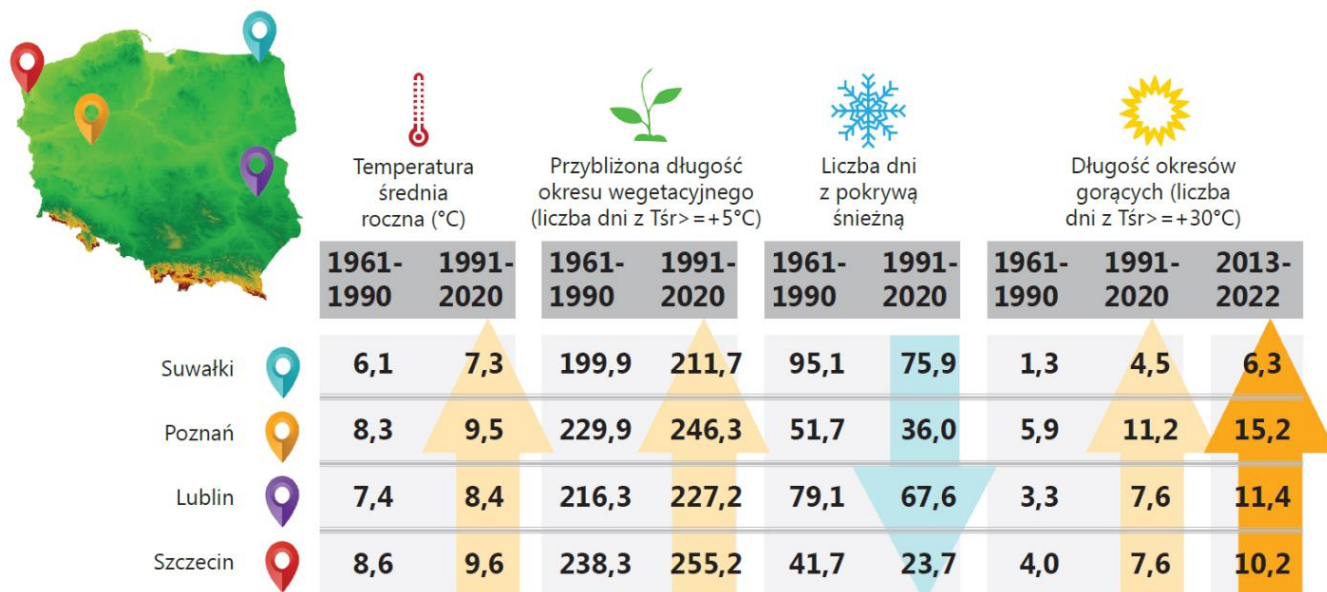 Temperatura
średnia
roczna (°C)
Przybliżona długość
okresu wegetacyjnego
(liczba dni z Tśr>=+5°C)
Liczba dni
z pokrywą
śnieżną
Długość okresów
gorących (liczba
dni z Tśr>=+30°C)
1961- 1991- 1961- 1991- 1961- 1991- 1961- 1991- 2013-
1990 2020 1990 2020 1990 2020 1990 2020 2022
Suwałki 6,1 7,3 199,9 211,7 95,1 75,9 1,3 4,5 6,3
Poznań 8,3 9,5 229,9 246,3 51,7 36,0 5,9 11,2 15,2
Lublin 7,4 8,4 216,3 227,2 79,1 67,6 3,3 7,6 11,4
Szczecin 8,6 9,6 238,3 255,2 41,7 23,7 4,0 7,6 10,2